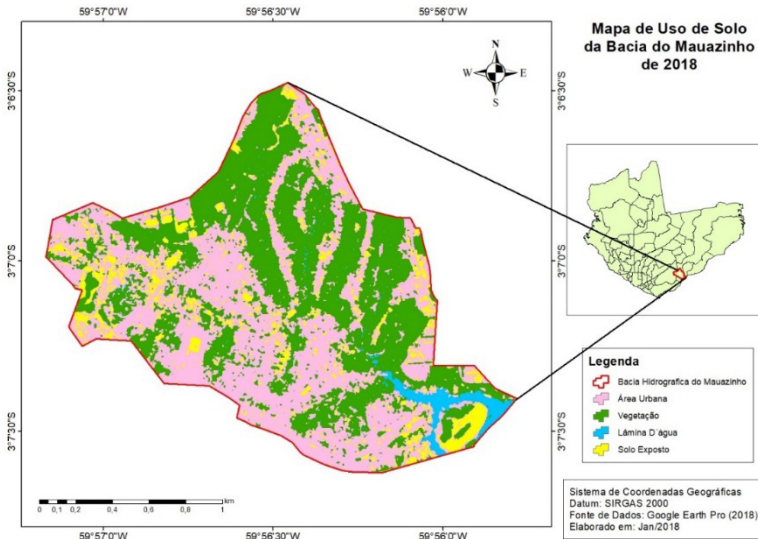 59°57'0"W
59°56'30"W
59°56'0"W
Mapa de Uso de Solo
da Bacia do Mauazinho
de 2018
N
W
E
S
3°6'30"S
3°6'30"S
3°7'0"S
3°7'0"S
3°7'30"S
3°7'30"S
Legenda
Bacia Hidrografica do Mauazinho
Área Urbana
Vegetação
Lâmina D´água
Solo Exposto
km
0 0,1 0,2 0,4 0,6 0,8 1
59°57'0"W
59°56'30"W
59°56'0"W
Sistema de Coordenadas Geográficas
Datum: SIRGAS 2000
Fonte de Dados: Google Earth Pro (2018)
Elaborado em: Jan/2018